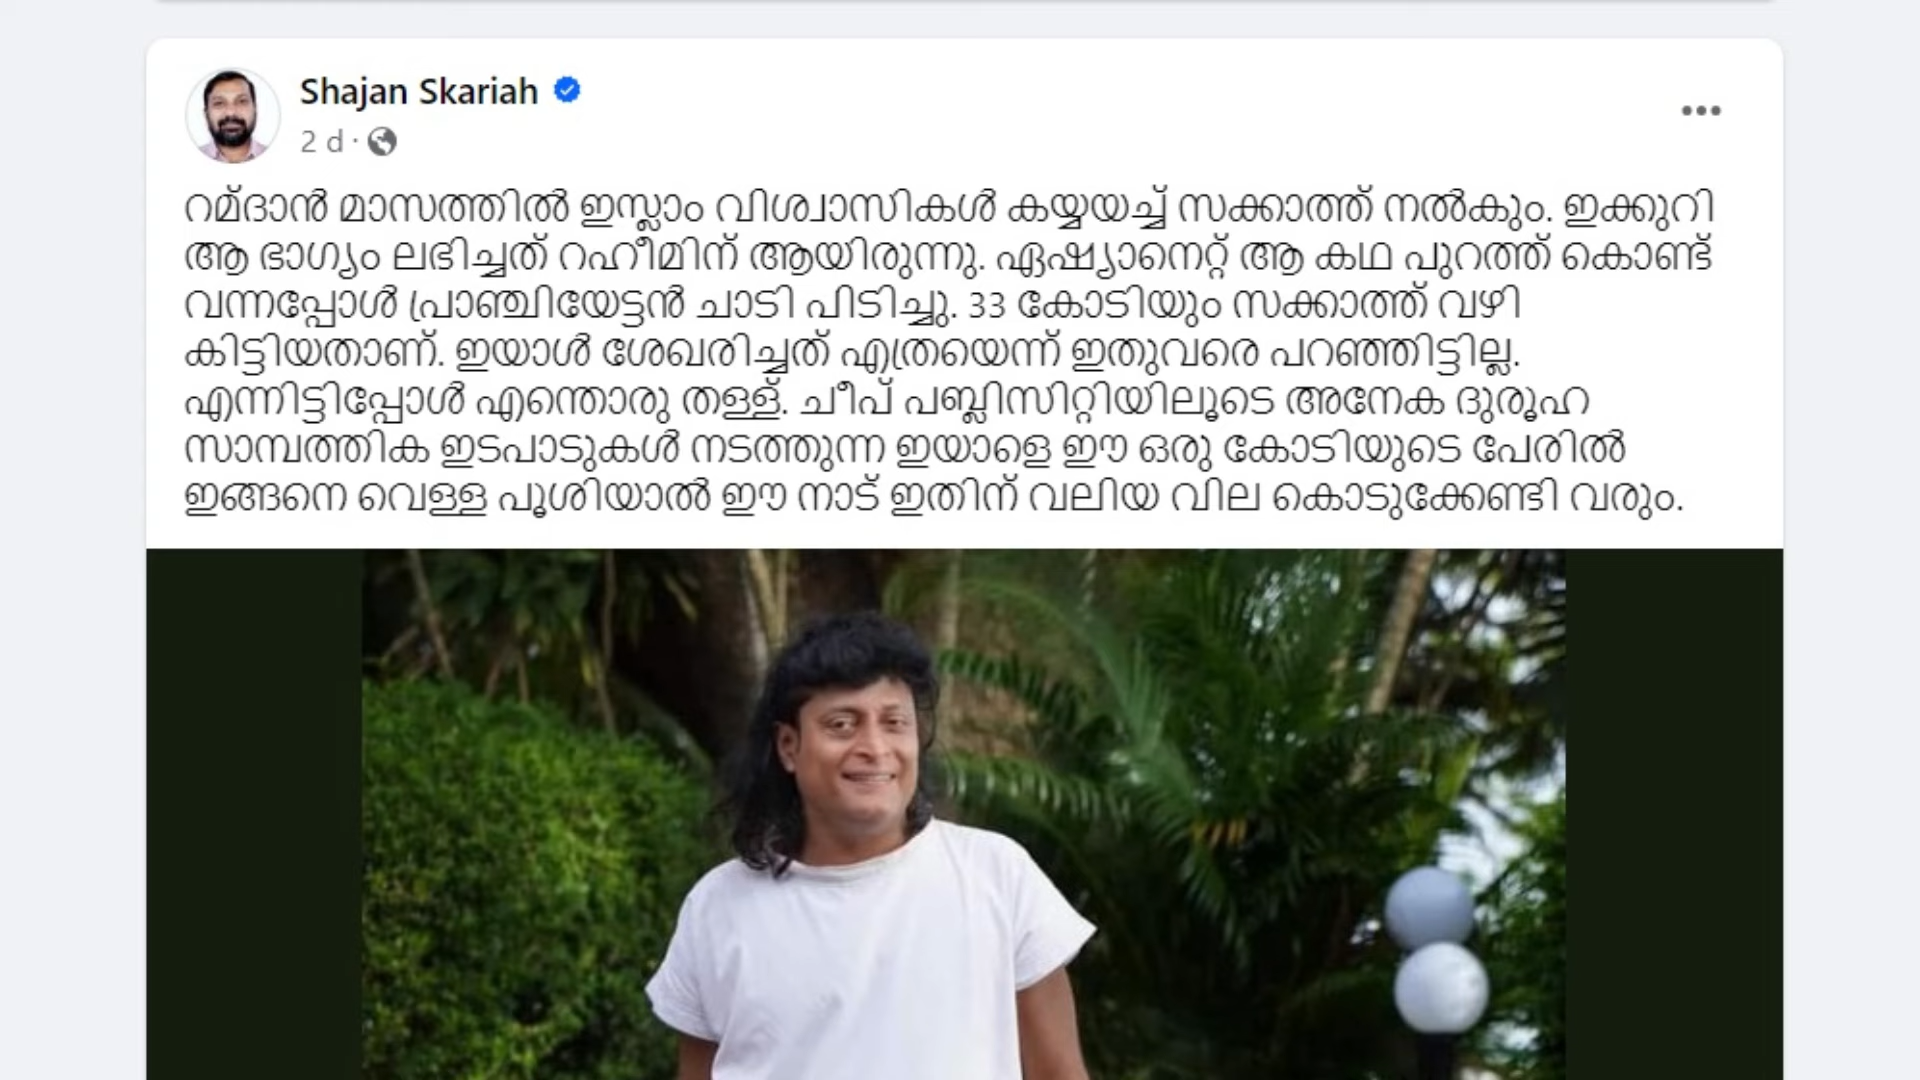 Shajan Skariah
2 d ·
റമ്ദാൻ മാസത്തിൽ ഇസ്ലാം വിശ്വാസികൾ കയ്യയച്ച് സക്കാത്ത് നൽകും. ഇക്കുറി
ആ ഭാഗ്യം ലഭിച്ചത് റഹീമിന് ആയിരുന്നു. ഏഷ്യാനെറ്റ് ആ കഥ പുറത്ത് കൊണ്ട്
വന്നപ്പോൾ പ്രാഞ്ചിയേട്ടൻ ചാടി പിടിച്ചു. 33 കോടിയും സക്കാത്ത് വഴി
കിട്ടിയതാണ്. ഇയാൾ ശേഖരിച്ചത് എത്രയെന്ന് ഇതുവരെ പറഞ്ഞിട്ടില്ല.
എന്നിട്ടിപ്പോൾ എന്തൊരു തള്ള്. ചീപ് പബ്ലിസിറ്റിയിലൂടെ അനേക ദുരൂഹ
സാമ്പത്തിക ഇടപാടുകൾ നടത്തുന്ന ഇയാളെ ഈ ഒരു കോടിയുടെ പേരിൽ
ഇങ്ങനെ വെള്ള പൂശിയാൽ ഈ നാട് ഇതിന് വലിയ വില കൊടുക്കേണ്ടി വരും.